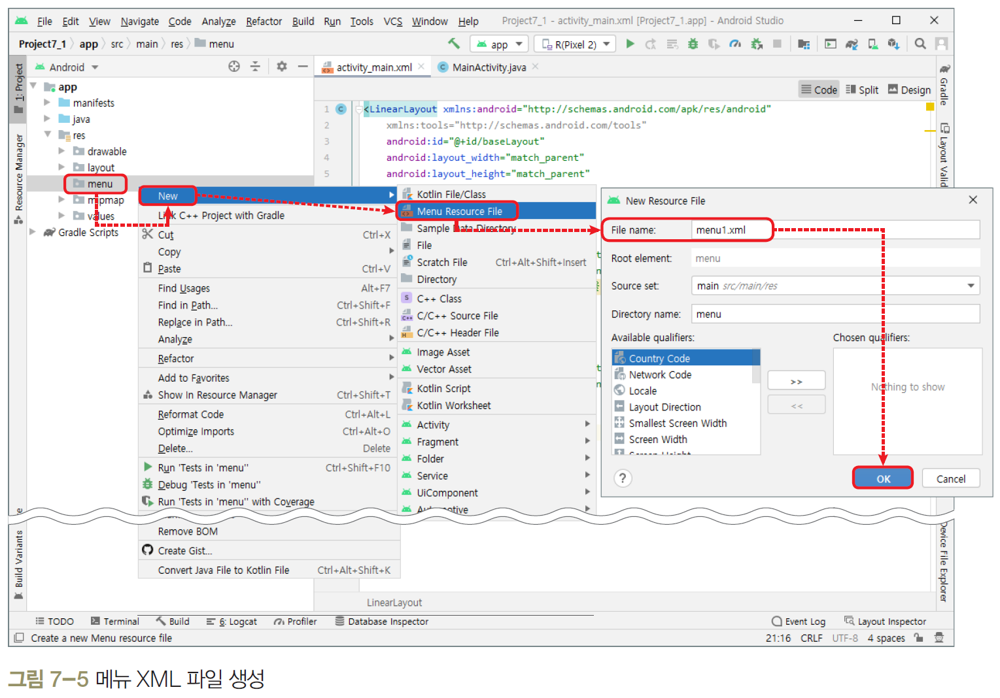 File Edit View Navigate Code Analyze Refactor Build Run Tools VCS Window Help Project7_1 - activity_main.xml [Project7_1.app] - Android Studio
Project7_1 app src main res menu
app R(Pixel 2)
1: Project
Resource Manager
Build Variants
Android
app
manifests
java
res
drawable
layout
menu
mipmap
values
Gradle Scripts
activity_main.xml MainActivity.java
Code Split Design
1 <LinearLayout xmlns:android="http://schemas.android.com/apk/res/android"
2 xmlns:tools="http://schemas.android.com/tools"
3 android:id="@+id/baseLayout"
4 android:layout_width="match_parent"
5 android:layout_height="match_parent"
Gradle
Layout Valid
Device File Explorer
New
Link C++ Project with Gradle
Cut Ctrl+X
Copy
Paste Ctrl+V
Find Usages Alt+F7
Find in Path... Ctrl+Shift+F
Replace in Path... Ctrl+Shift+R
Analyze
Refactor
Add to Favorites
Show In Resource Manager Ctrl+Shift+T
Reformat Code Ctrl+Alt+L
Optimize Imports Ctrl+Alt+O
Delete... Delete
Run 'Tests in 'menu'' Ctrl+Shift+F10
Debug 'Tests in 'menu''
Run 'Tests in 'menu'' with Coverage
Remove BOM
Create Gist...
Convert Java File to Kotlin File Ctrl+Alt+Shift+K
Kotlin File/Class
Menu Resource File
Sample Data Directory
File
Scratch File Ctrl+Alt+Shift+Insert
Directory
C++ Class
C/C++ Source File
C/C++ Header File
Image Asset
Vector Asset
Kotlin Script
Kotlin Worksheet
Activity
Fragment
Folder
Service
UiComponent
Automotive
New Resource File
File name: menu1.xml
Root element: menu
Source set: main src/main/res
Directory name: menu
Available qualifiers: Chosen qualifiers:
Country Code
Network Code
Locale
Layout Direction
Smallest Screen Width
Screen Width
Screen Height
>>
<<
Nothing to show
? OK Cancel
LinearLayout
TODO Terminal Build 6: Logcat Profiler Database Inspector Event Log Layout Inspector
Create a new Menu resource file 21:16 CRLF UTF-8 4 spaces
그림 7-5 메뉴 XML 파일 생성